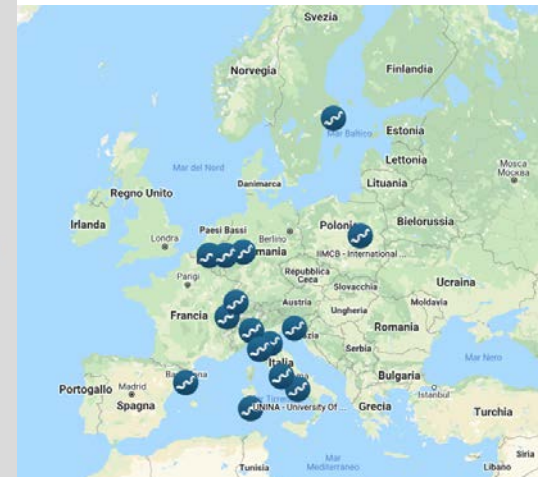 Svezia
Norvegia
Finlandia
Mar Baltico
Estonia
Lettonia
Mosca
МОСКВА
Mar del Nord
Danimarca
Lituania
Regno Unito
Irlanda
Paesi Bassi
Berlino
Bielorussia
Londra
IIMCB - International ...
Parigi
Repubblica
Ceca
Slovacchia
Ucraina
Austria
Ungheria
Moldavia
Francia
Romania
Serbia
Italia
Mar Nero
Bulgaria
Portogallo
Madrid
Spagna
Istanbul
UNINA - University Of ...
Grecia
Turchia
Tunisia
Mar
Mediterraneo
Siria
Libano